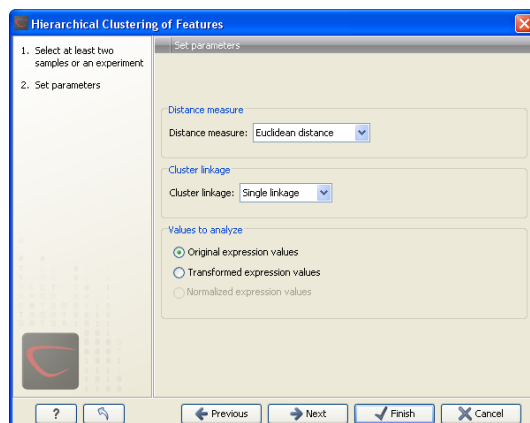 Hierarchical Clustering of Features
1. Select at least two
samples or an experiment
2. Set parameters
Set parameters
Distance measure
Distance measure: Euclidean distance
Cluster linkage
Cluster linkage: Single linkage
Values to analyze
Original expression values
Transformed expression values
Normalized expression values
? Previous Next Finish Cancel